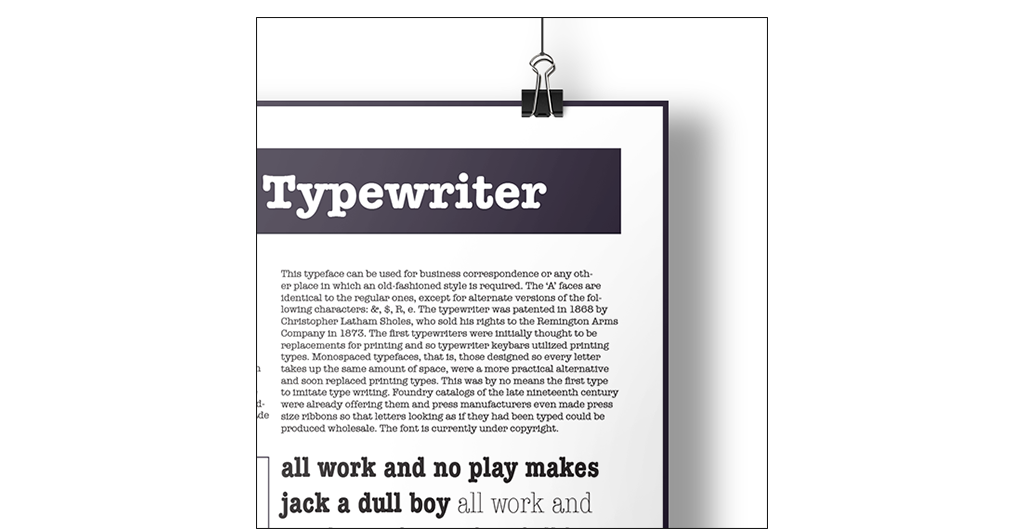 Typewriter
This typeface can be used for business correspondence or any oth-
er place in which an old-fashioned style is required. The ‘A’ faces are
identical to the regular ones, except for alternate versions of the fol-
lowing characters: &, $, R, e. The typewriter was patented in 1868 by
Christopher Latham Sholes, who sold his rights to the Remington Arms
Company in 1873. The first typewriters were initially thought to be
replacements for printing and so typewriter keybars utilized printing
types. Monospaced typefaces, that is, those designed so every letter
takes up the same amount of space, were a more practical alternative
and soon replaced printing types. This was by no means the first type
to imitate type writing. Foundry catalogs of the late nineteenth century
were already offering them and press manufacturers even made press
size ribbons so that letters looking as if they had been typed could be
produced wholesale. The font is currently under copyright.
all work and no play makes
jack a dull boy all work and